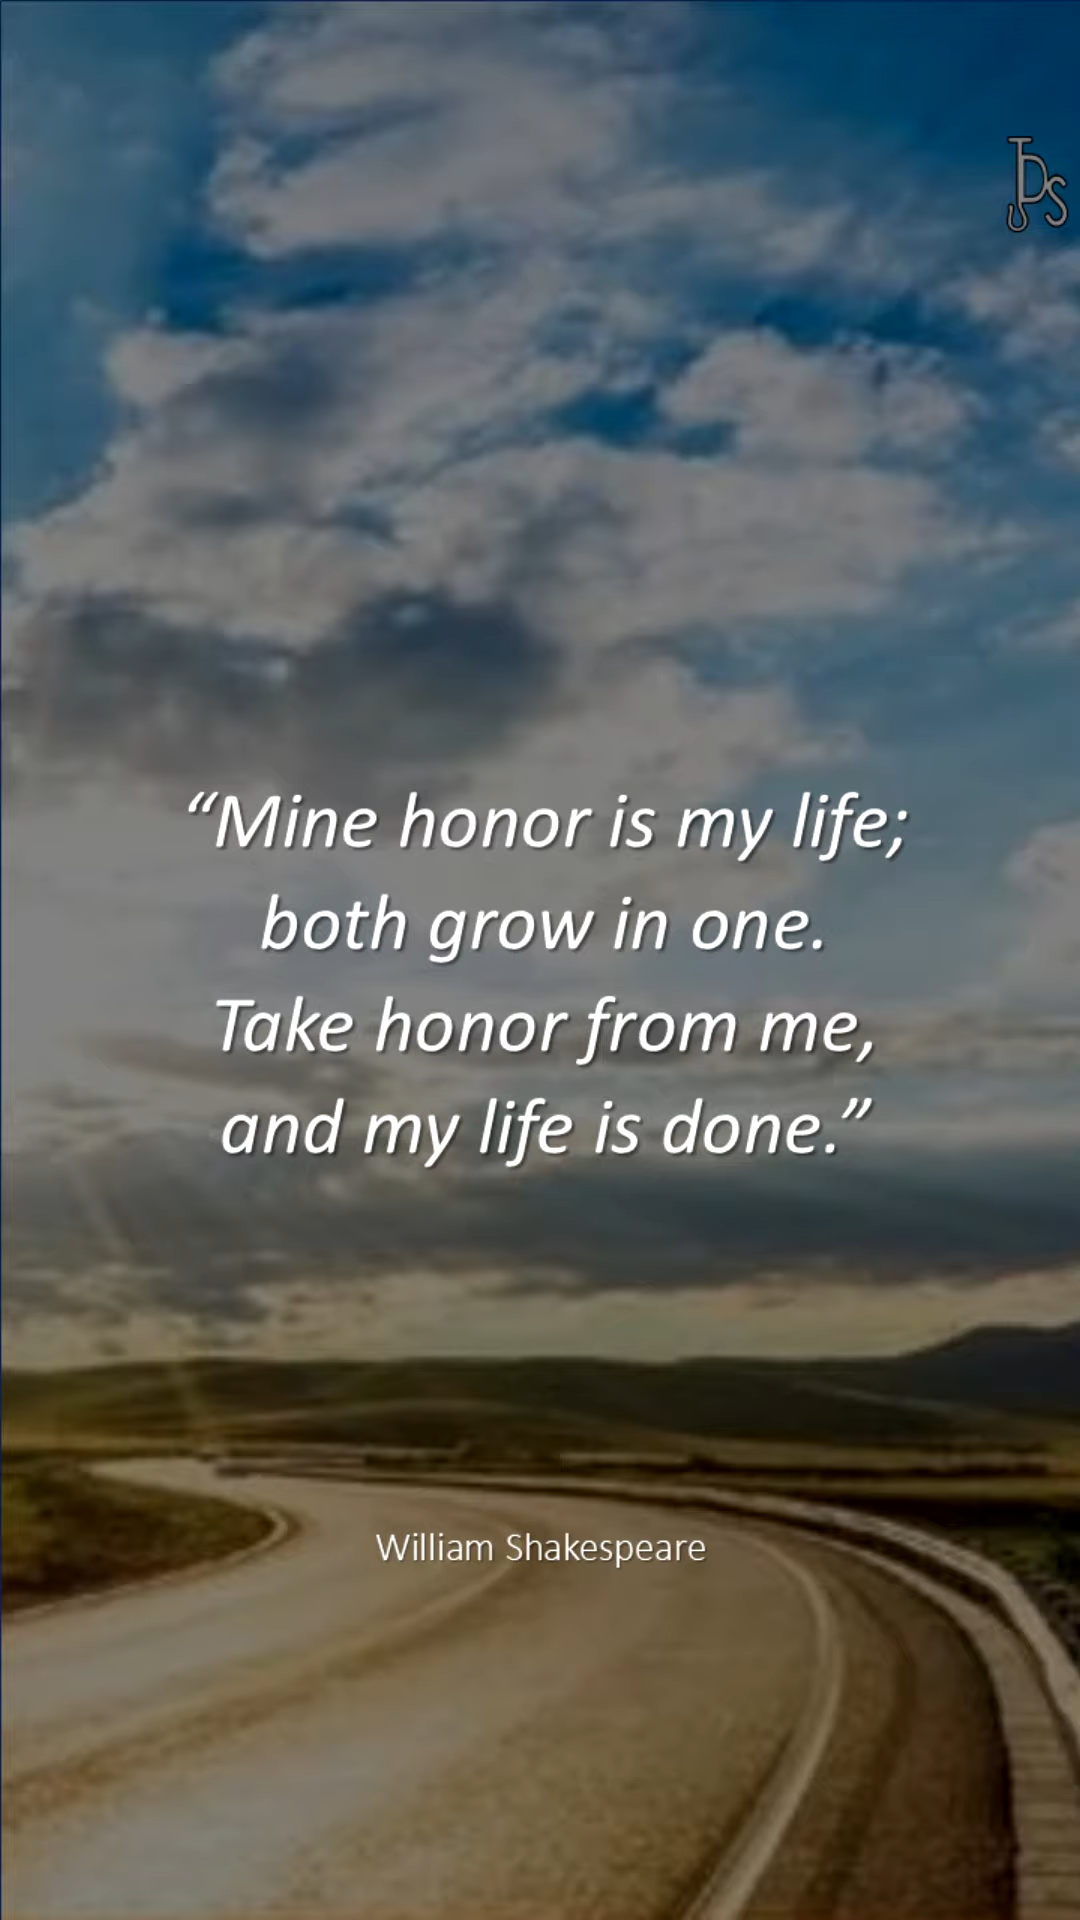 JDS
“Mine honor is my life;
both grow in one.
Take honor from me,
and my life is done.”
William Shakespeare